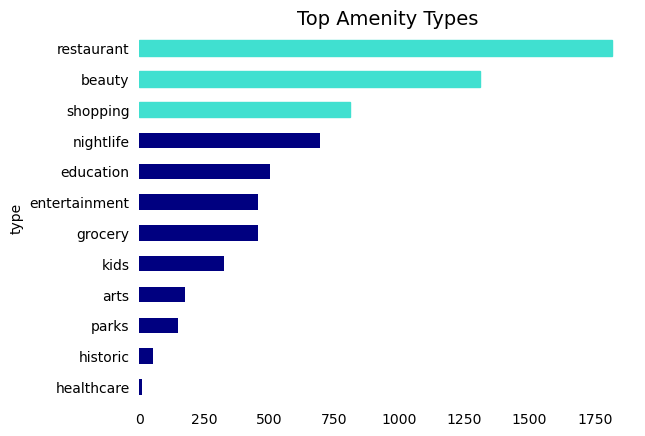 Top Amenity Types
type
restaurant
beauty
shopping
nightlife
education
entertainment
grocery
kids
arts
parks
historic
healthcare
0 250 500 750 1000 1250 1500 1750